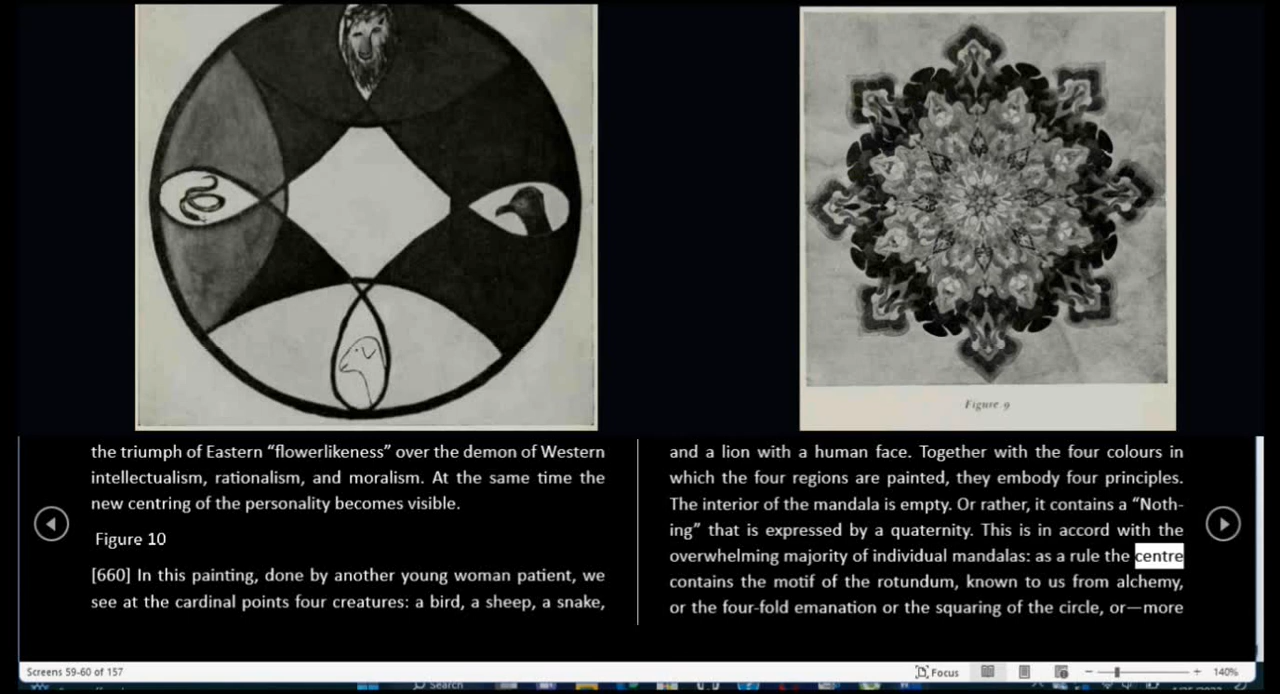 Figure 9
the triumph of Eastern “flowerlikeness” over the demon of Western
intellectualism, rationalism, and moralism. At the same time the
new centring of the personality becomes visible.
Figure 10
[660] In this painting, done by another young woman patient, we
see at the cardinal points four creatures: a bird, a sheep, a snake,
and a lion with a human face. Together with the four colours in
which the four regions are painted, they embody four principles.
The interior of the mandala is empty. Or rather, it contains a “Noth-
ing” that is expressed by a quaternity. This is in accord with the
overwhelming majority of individual mandalas: as a rule the centre
contains the motif of the rotundum, known to us from alchemy,
or the four-fold emanation or the squaring of the circle, or—more
Screens 59-60 of 157
Focus
140%
Search